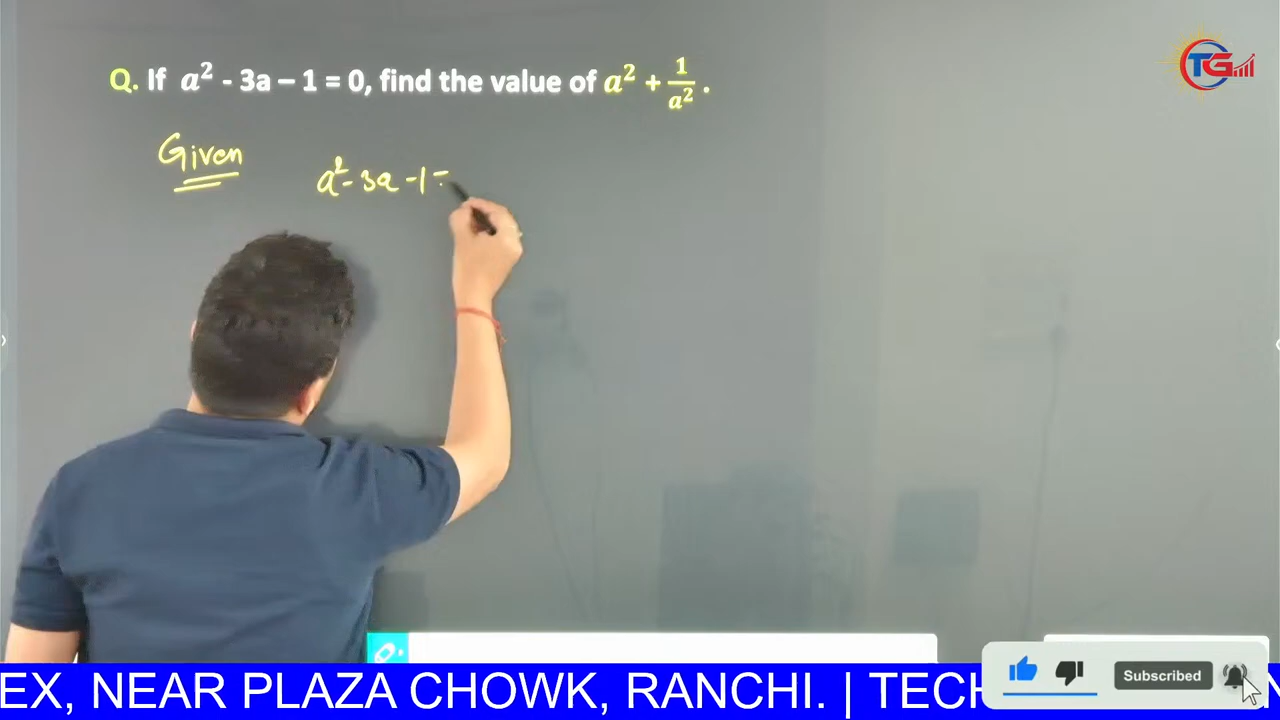 Q. If a² - 3a – 1 = 0, find the value of a² + 1/a² .
Given
a² - 3a - 1 =
TG
EX, NEAR PLAZA CHOWK, RANCHI. | TECH
Subscribed